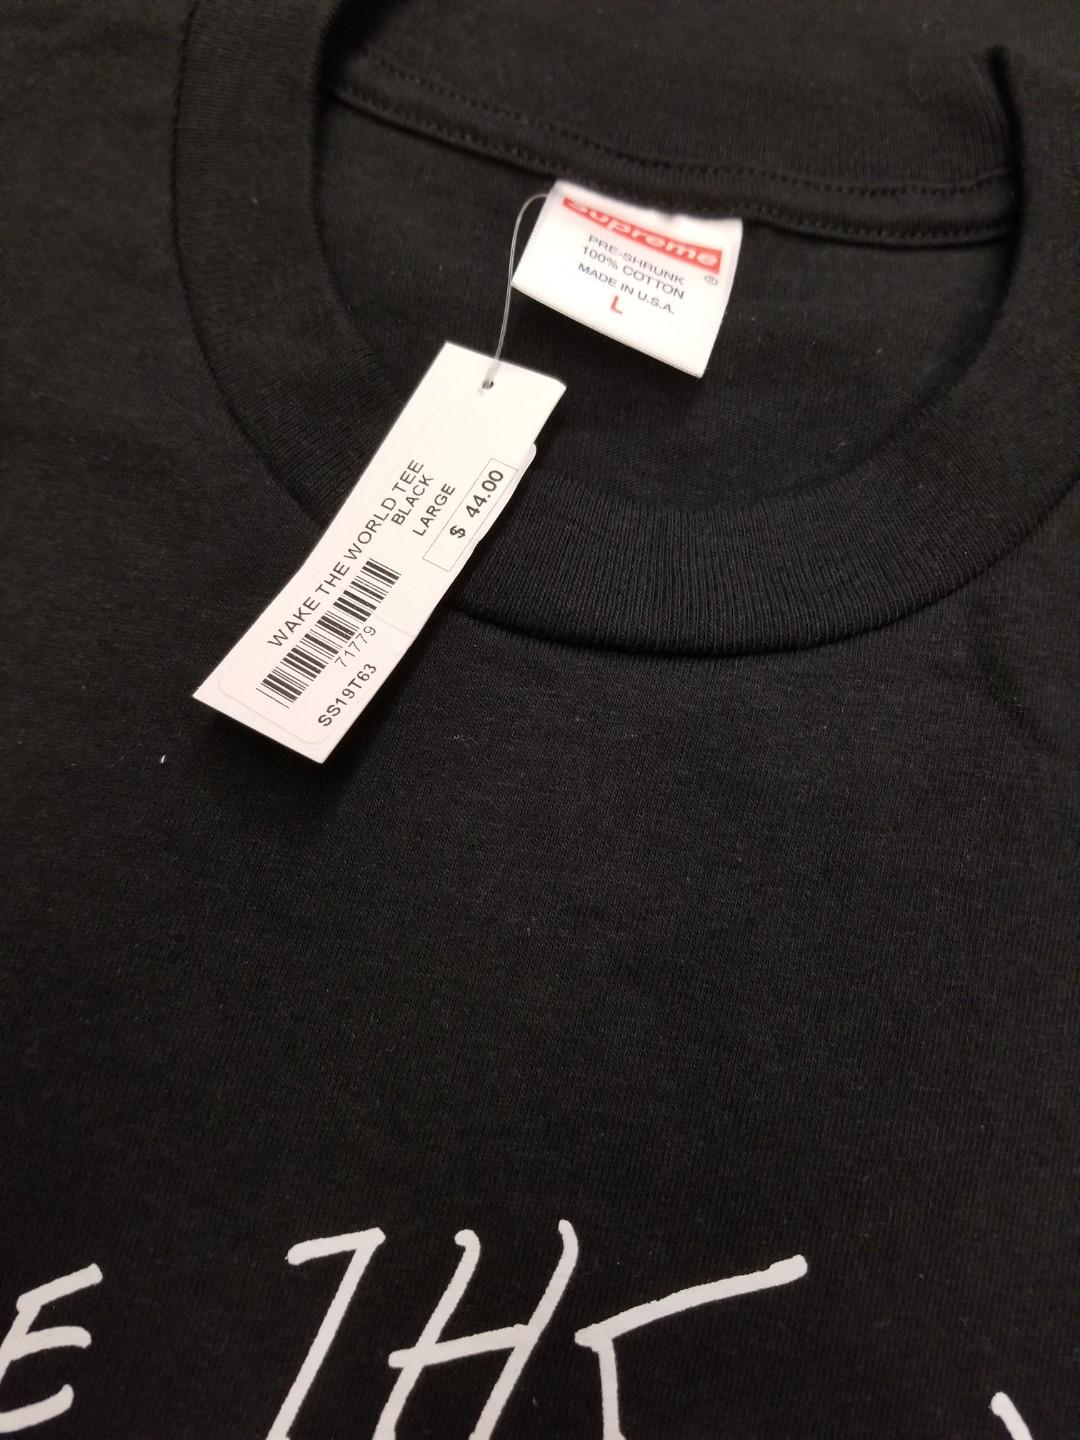 Supreme
®
PRE-SHRUNK
100% COTTON
MADE IN U.S.A.
L
WAKE THE WORLD TEE
BLACK
LARGE
$ 44.00
71779
SS19T63
E THE